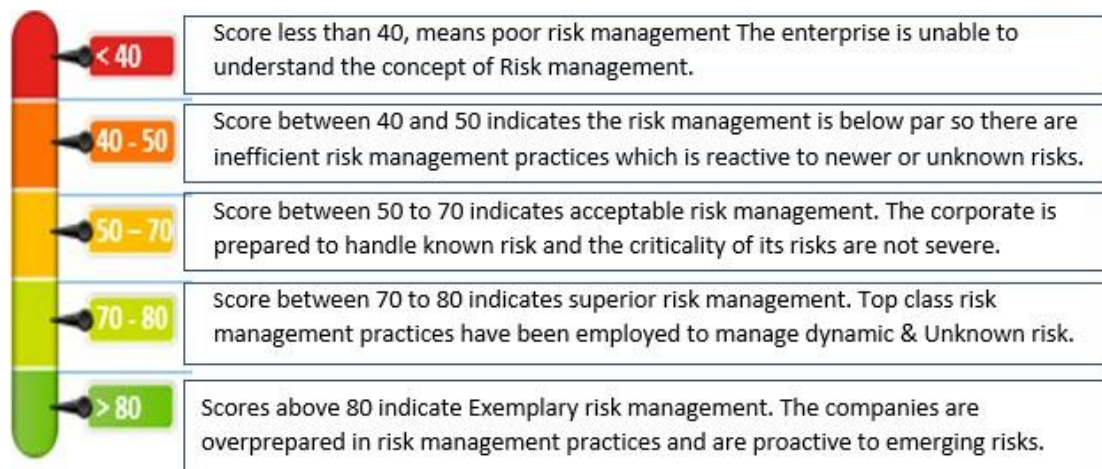 < 40
Score less than 40, means poor risk management The enterprise is unable to
understand the concept of Risk management.
40 - 50
Score between 40 and 50 indicates the risk management is below par so there are
inefficient risk management practices which is reactive to newer or unknown risks.
50 – 70
Score between 50 to 70 indicates acceptable risk management. The corporate is
prepared to handle known risk and the criticality of its risks are not severe.
70 - 80
Score between 70 to 80 indicates superior risk management. Top class risk
management practices have been employed to manage dynamic & Unknown risk.
> 80
Scores above 80 indicate Exemplary risk management. The companies are
overprepared in risk management practices and are proactive to emerging risks.